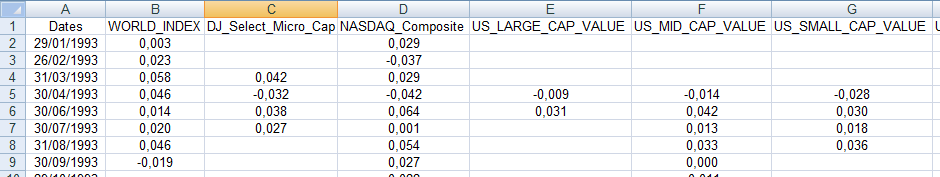 A B C D E F G
1 Dates WORLD_INDEX DJ_Select_Micro_Cap NASDAQ_Composite US_LARGE_CAP_VALUE US_MID_CAP_VALUE US_SMALL_CAP_VALUE
2 29/01/1993 0,003 0,029
3 26/02/1993 0,023 -0,037
4 31/03/1993 0,058 0,042 0,029
5 30/04/1993 0,046 -0,032 -0,042 -0,009 -0,014 -0,028
6 30/06/1993 0,014 0,038 0,064 0,031 0,042 0,030
7 30/07/1993 0,020 0,027 0,001 0,013 0,018
8 31/08/1993 0,046 0,054 0,033 0,036
9 30/09/1993 -0,019 0,027 0,000